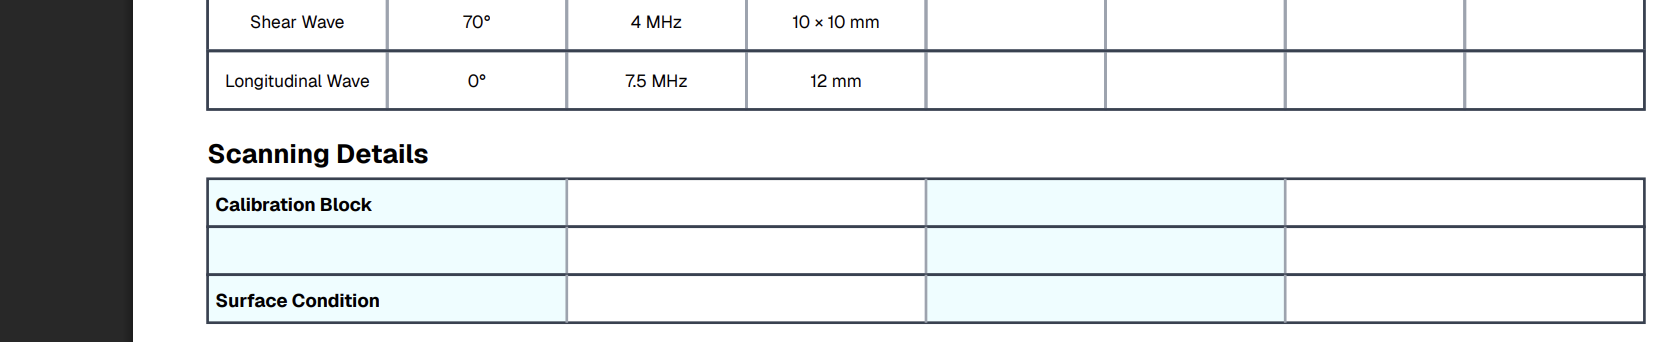 Shear Wave 70° 4 MHz 10 × 10 mm
Longitudinal Wave 0° 7.5 MHz 12 mm
Scanning Details
Calibration Block
Surface Condition